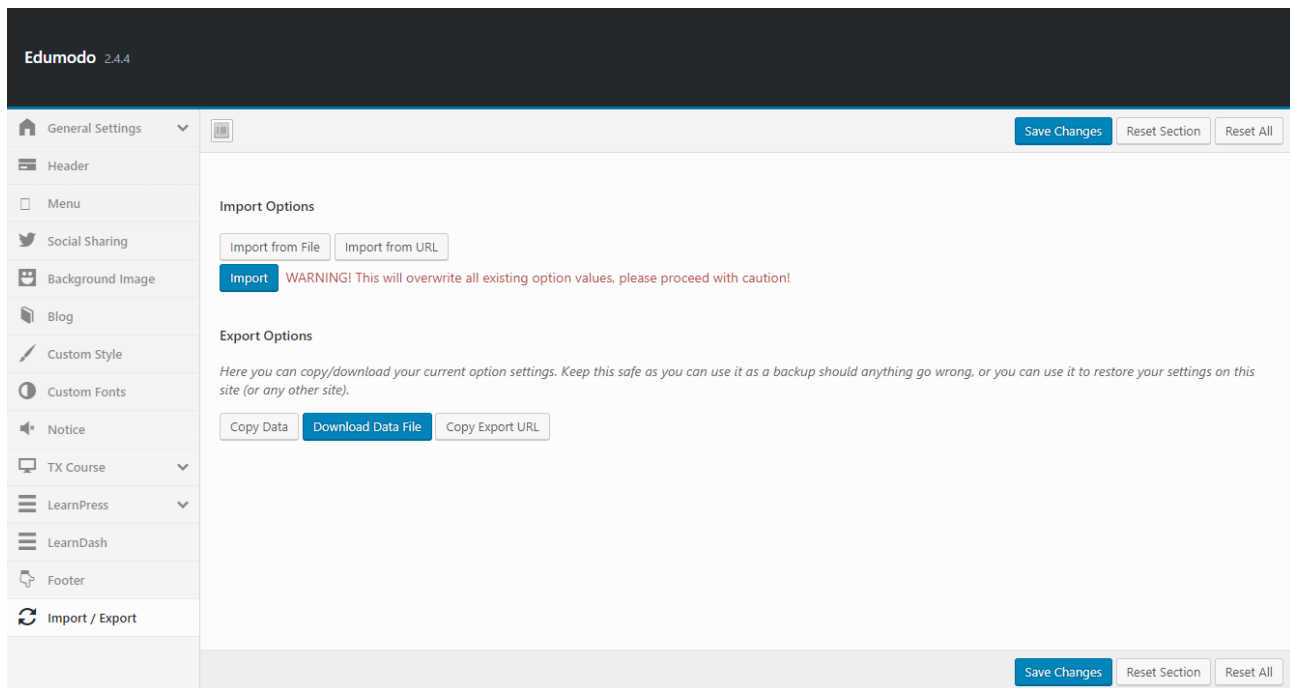 Edumodo 2.4.4
General Settings
Save Changes Reset Section Reset All
Header
Menu
Social Sharing
Background Image
Blog
Custom Style
Custom Fonts
Notice
TX Course
LearnPress
LearnDash
Footer
Import / Export
Import Options
Import from File Import from URL
Import WARNING! This will overwrite all existing option values, please proceed with caution!
Export Options
Here you can copy/download your current option settings. Keep this safe as you can use it as a backup should anything go wrong, or you can use it to restore your settings on this
site (or any other site).
Copy Data Download Data File Copy Export URL
Save Changes Reset Section Reset All